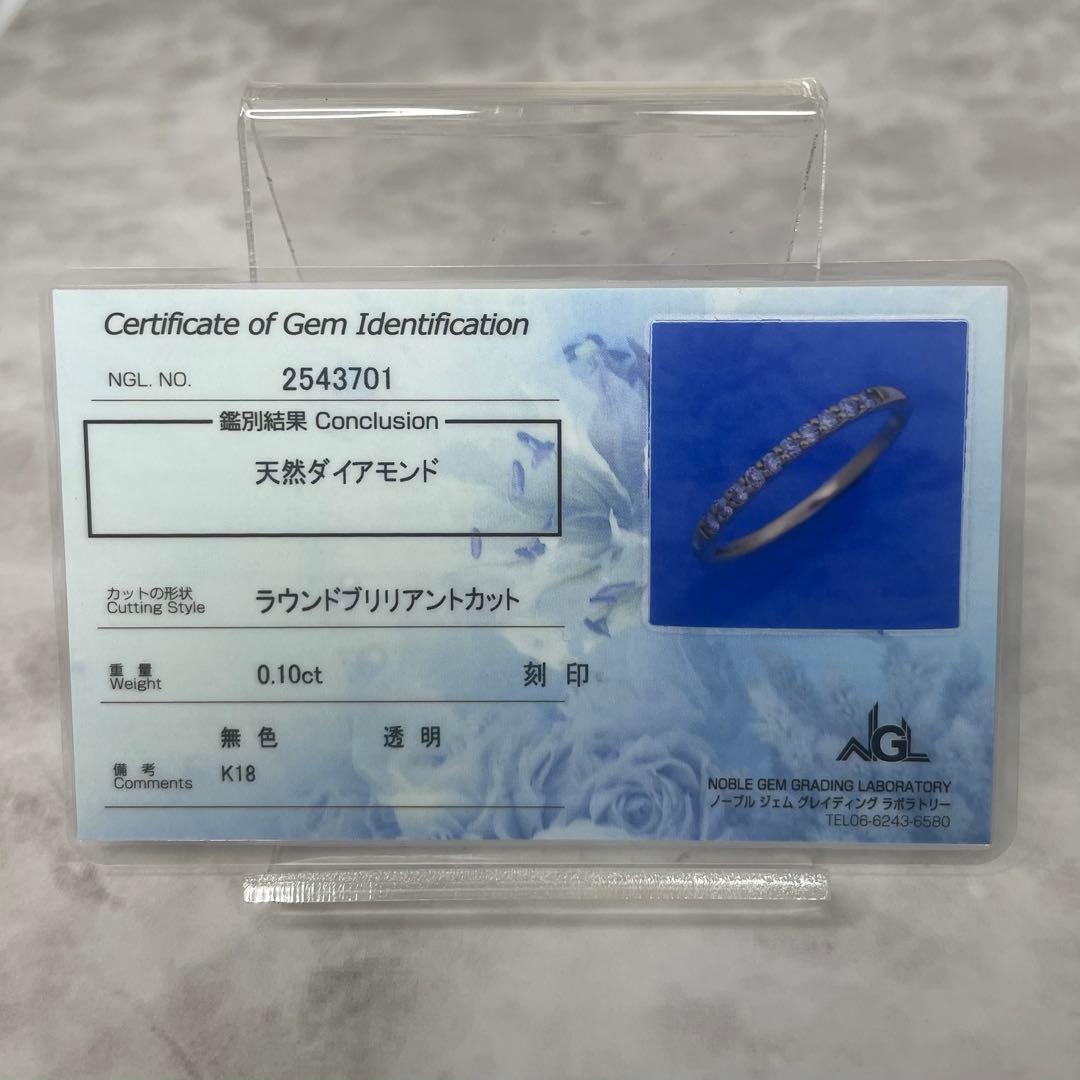 Certificate of Gem Identification
NGL. NO. 2543701
鑑別結果 Conclusion
天然ダイアモンド
カットの形状
Cutting Style
ラウンドブリリアントカット
重量
Weight
0.10ct 刻印
無色 透明
備考
Comments
K18
NGL
NOBLE GEM GRADING LABORATORY
ノーブル ジェム グレイディング ラボラトリー
TEL06-6243-6580